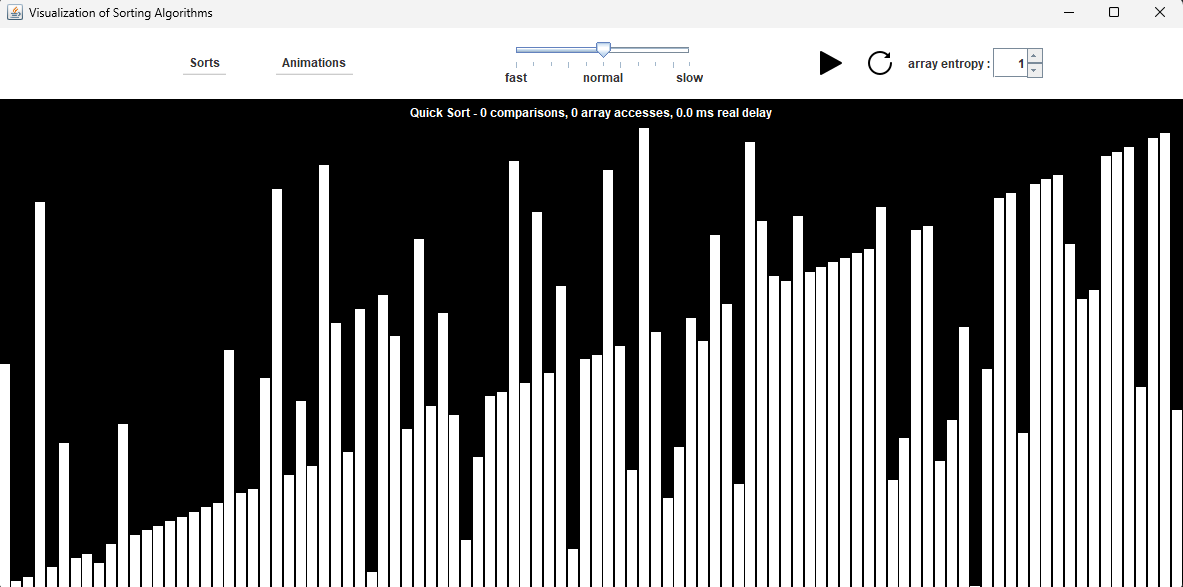 Visualization of Sorting Algorithms
Sorts Animations array entropy : 1
fast normal slow
Quick Sort - 0 comparisons, 0 array accesses, 0.0 ms real delay